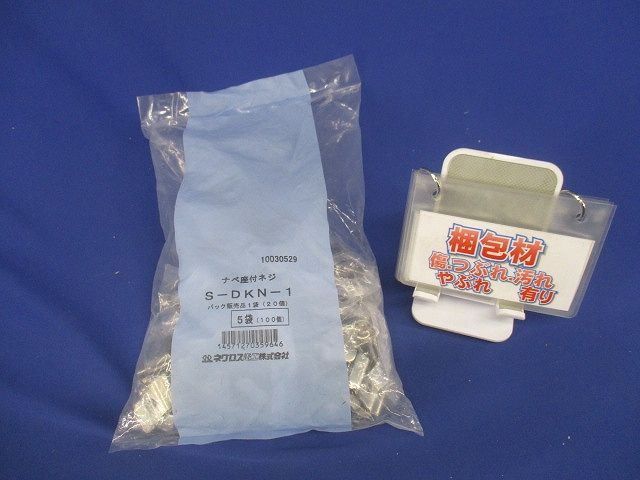 10030529
ナベ座付ネジ
S-DKN-1
パック販売品1袋(20個)
5袋(100個)
14571270359646
ネグロス電工株式会社
梱包材
傷.つぶれ.汚れ
やぶれ 有り